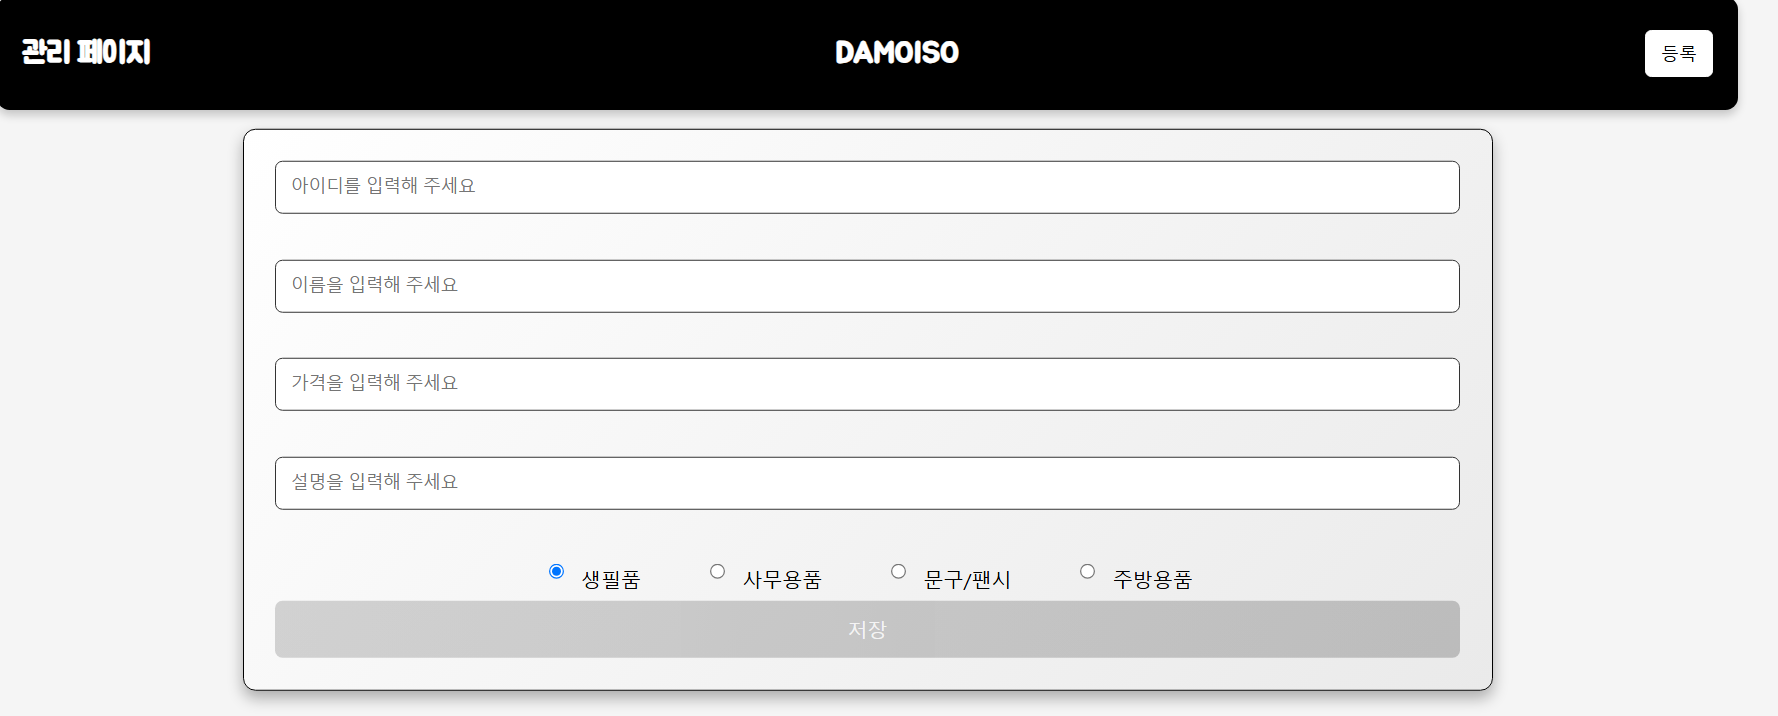 관리 페이지 DAMOISO 등록
아이디를 입력해 주세요
이름을 입력해 주세요
가격을 입력해 주세요
설명을 입력해 주세요
생필품 사무용품 문구/팬시 주방용품
저장